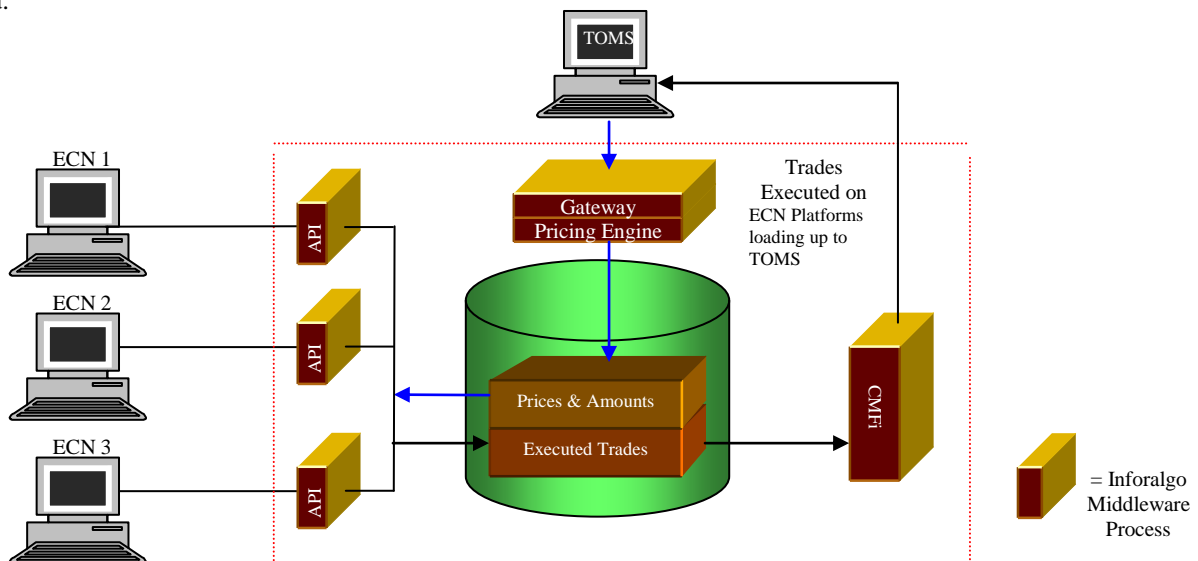 TOMS
ECN 1
API
Gateway
Pricing Engine
Trades
Executed on
ECN Platforms
loading up to
TOMS
ECN 2
API
Prices & Amounts
Executed Trades
CMFi
ECN 3
API
= Inforalgo
Middleware
Process